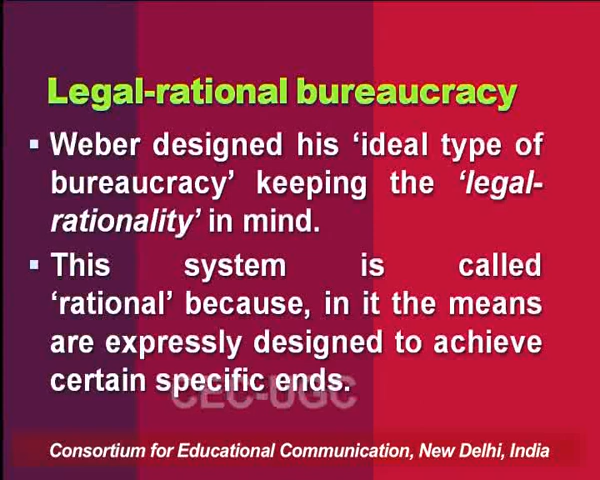 Legal-rational bureaucracy
Weber designed his ‘ideal type of
bureaucracy’ keeping the ‘legal-
rationality’ in mind.
This system is called
‘rational’ because, in it the means
are expressly designed to achieve
certain specific ends.
CEC-UGC
Consortium for Educational Communication, New Delhi, India